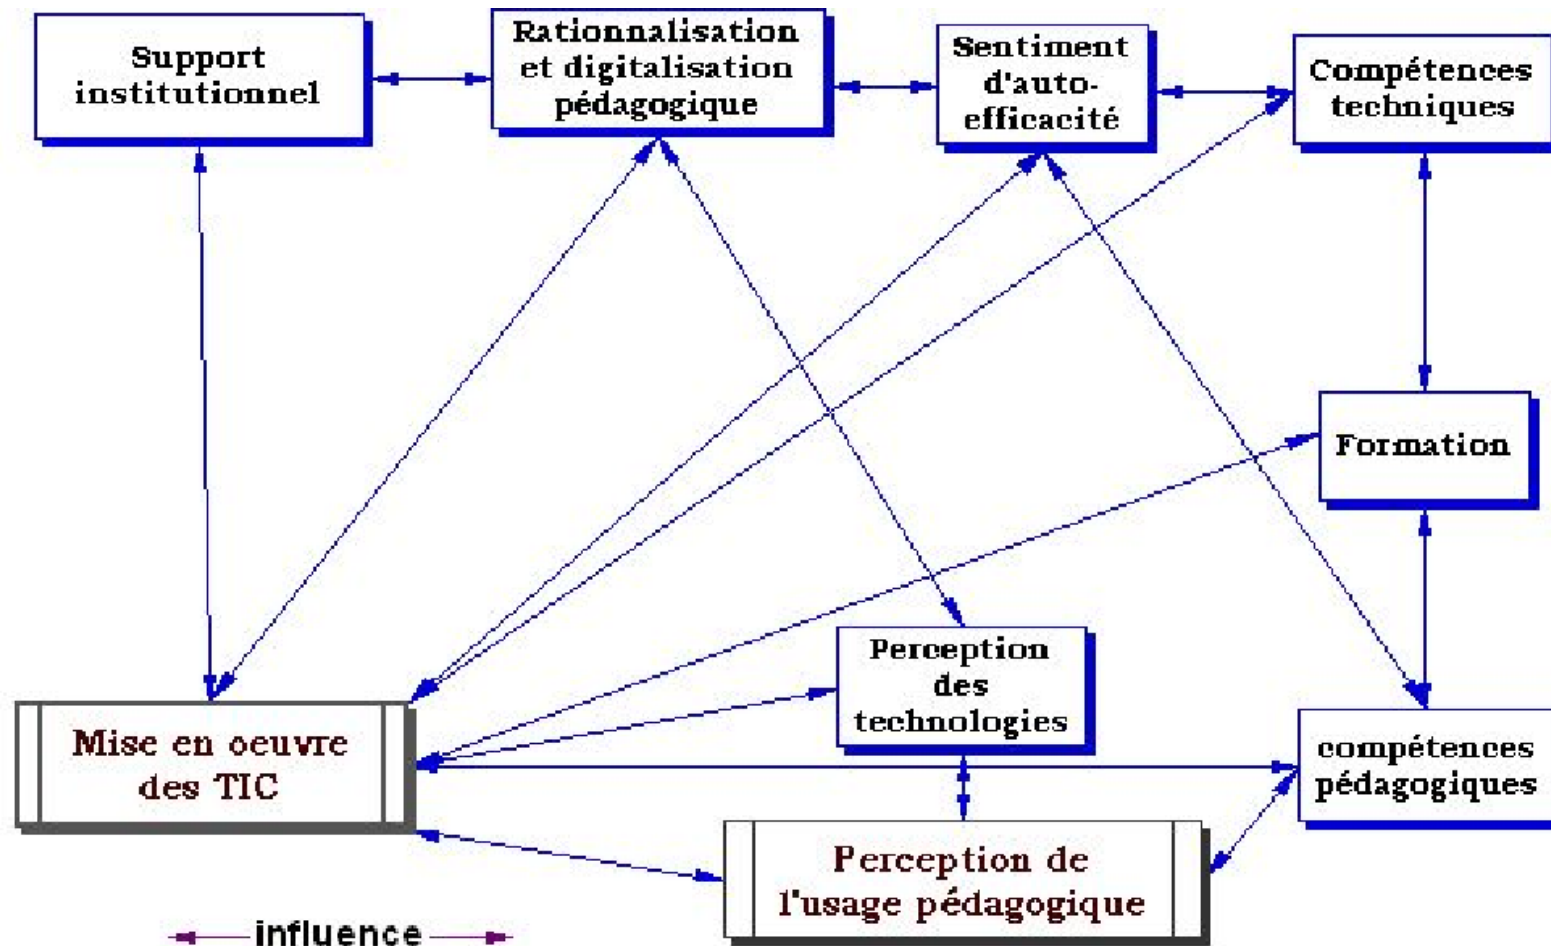 Support
institutionnel
Rationnalisation
et digitalisation
pédagogique
Sentiment
d'auto-
efficacité
Compétences
techniques
Formation
Perception
des
technologies
Mise en oeuvre
des TIC
compétences
pédagogiques
Perception de
l'usage pédagogique
influence